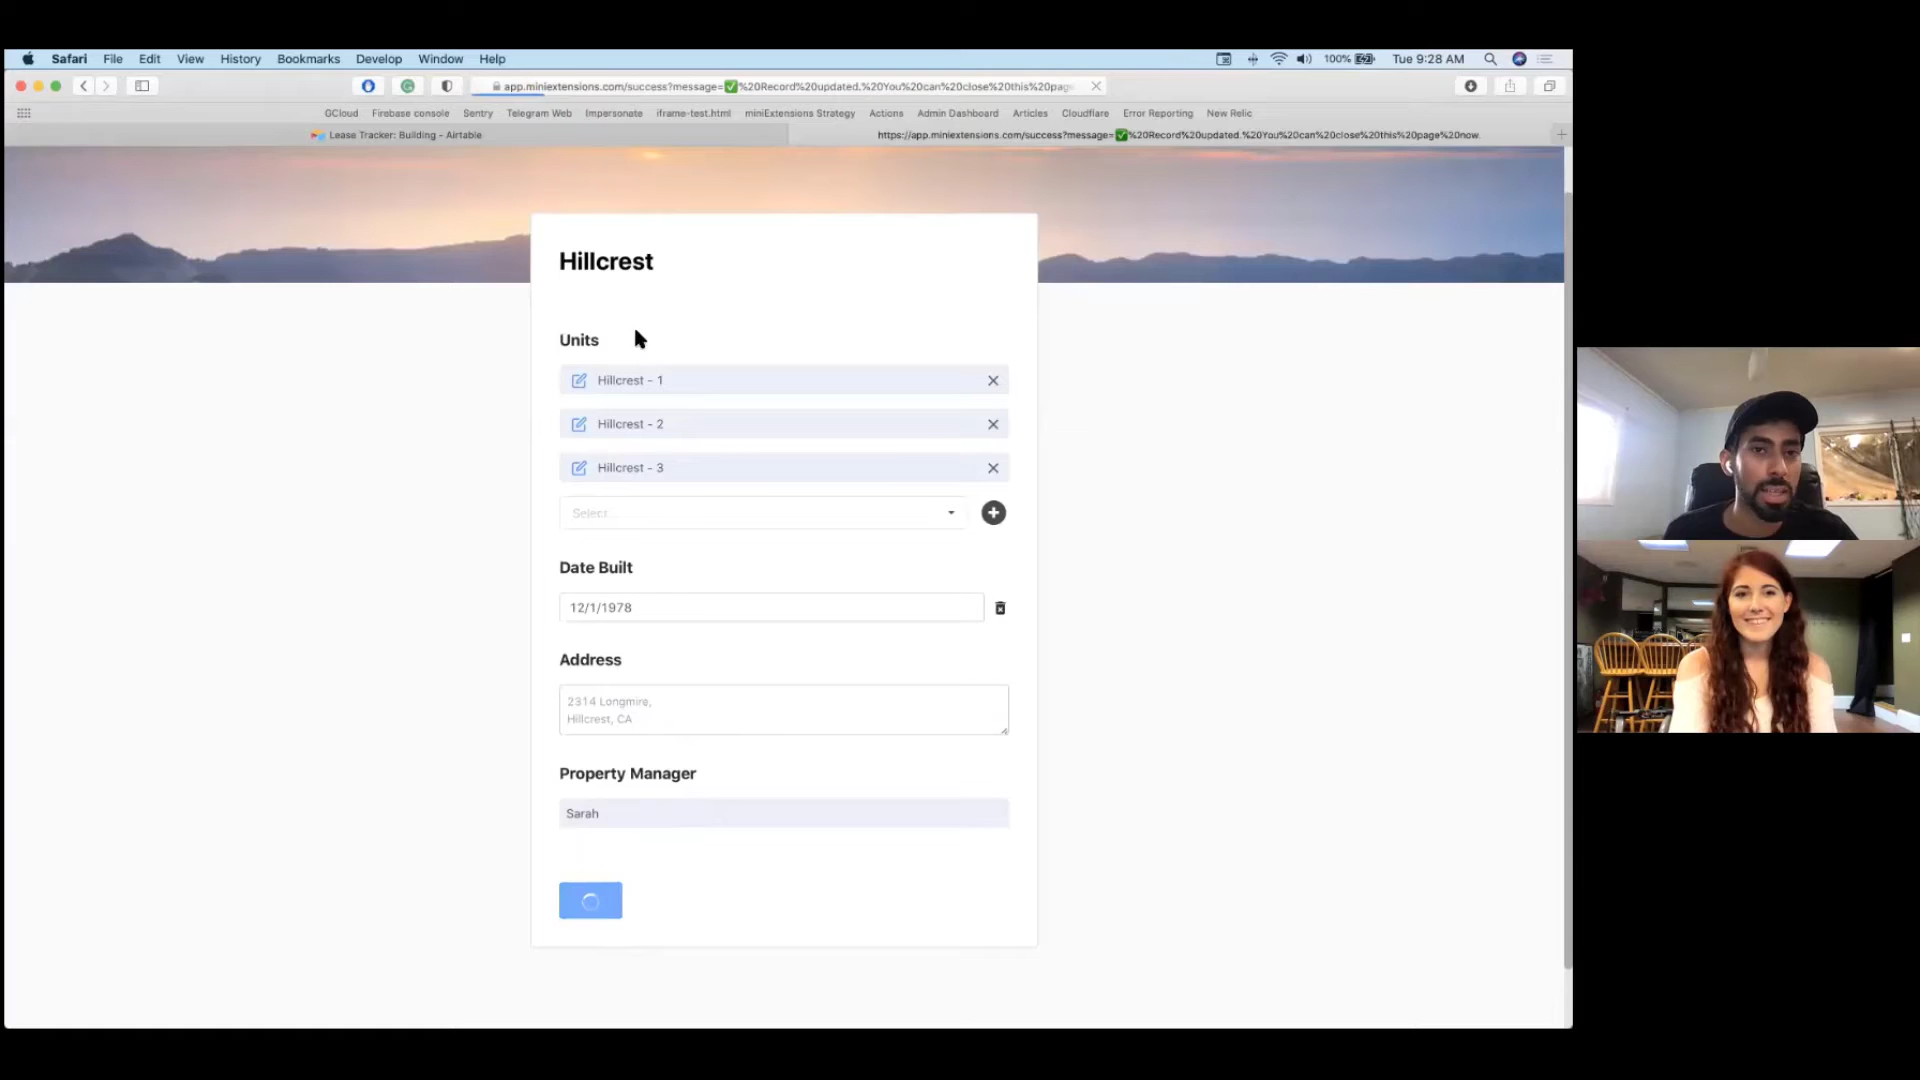 Safari File Edit View History Bookmarks Develop Window Help 100% Tue 9:28 AM
app.miniextensions.com/success?message=✅%20Record%20updated.%20You%20can%20close%20this%20page
GCloud Firebase console Sentry Telegram Web Impersonate iframe-test.html miniExtensions Strategy Actions Admin Dashboard Articles Cloudflare Error Reporting New Relic
Lease Tracker: Building - Airtable https://app.miniextensions.com/success?message=✅%20Record%20updated.%20You%20can%20close%20this%20page%20now.
Hillcrest
Units
Hillcrest - 1
Hillcrest - 2
Hillcrest - 3
Select......
Date Built
12/1/1978
Address
2314 Longmire,
Hillcrest, CA
Property Manager
Sarah